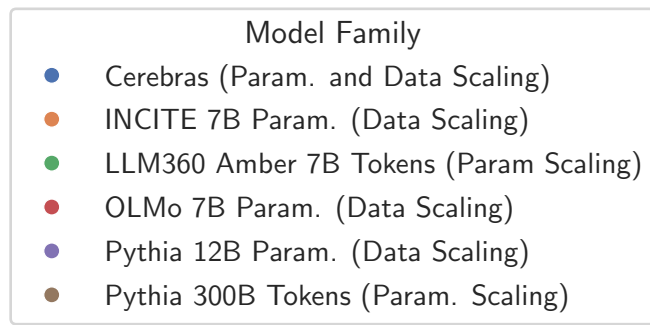 Model Family
Cerebras (Param. and Data Scaling)
INCITE 7B Param. (Data Scaling)
LLM360 Amber 7B Tokens (Param Scaling)
OLMo 7B Param. (Data Scaling)
Pythia 12B Param. (Data Scaling)
Pythia 300B Tokens (Param. Scaling)